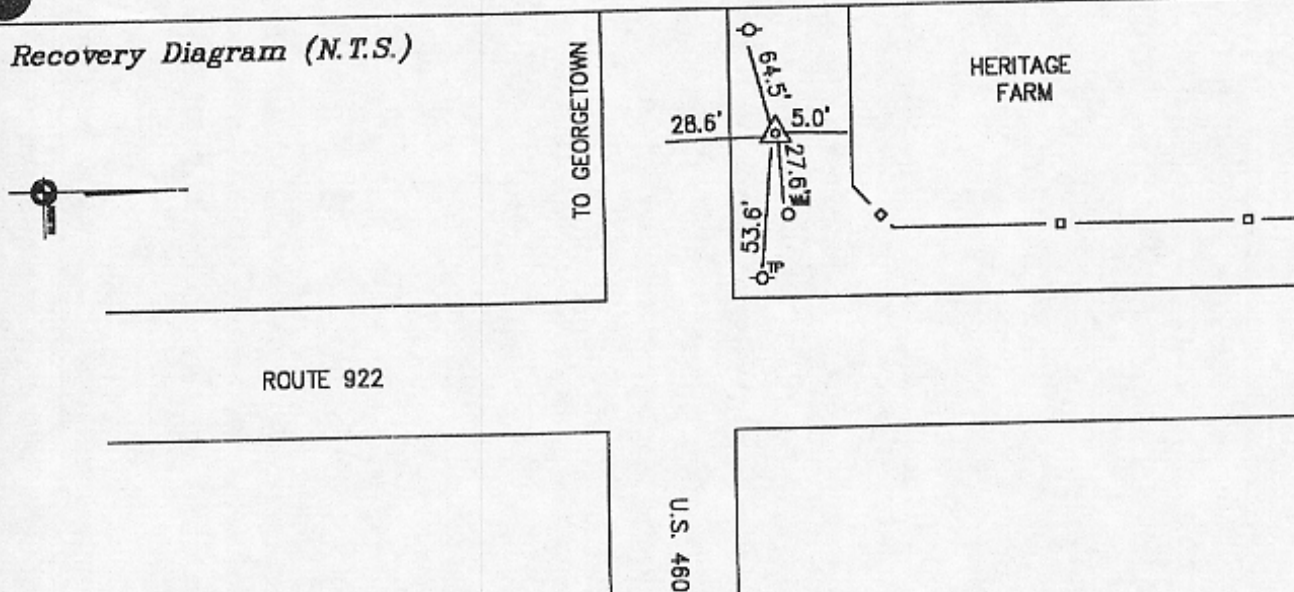 Recovery Diagram (N.T.S.)
TO GEORGETOWN
64.5'
HERITAGE
FARM
28.6'
5.0'
27.6'
53.6'
TP
ROUTE 922
U.S. 460